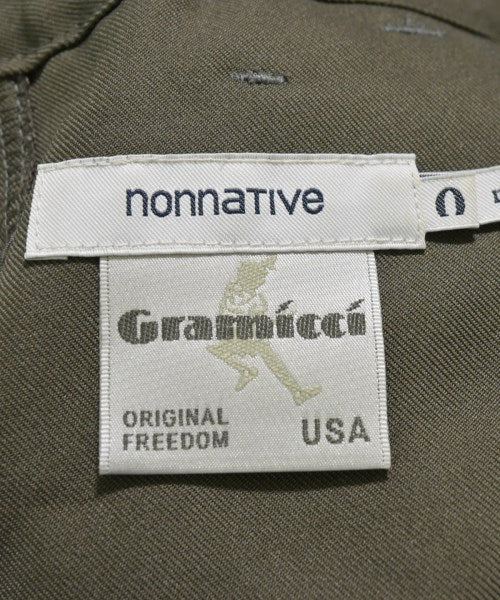 nonnative
0
Gramicci
ORIGINAL
FREEDOM
USA